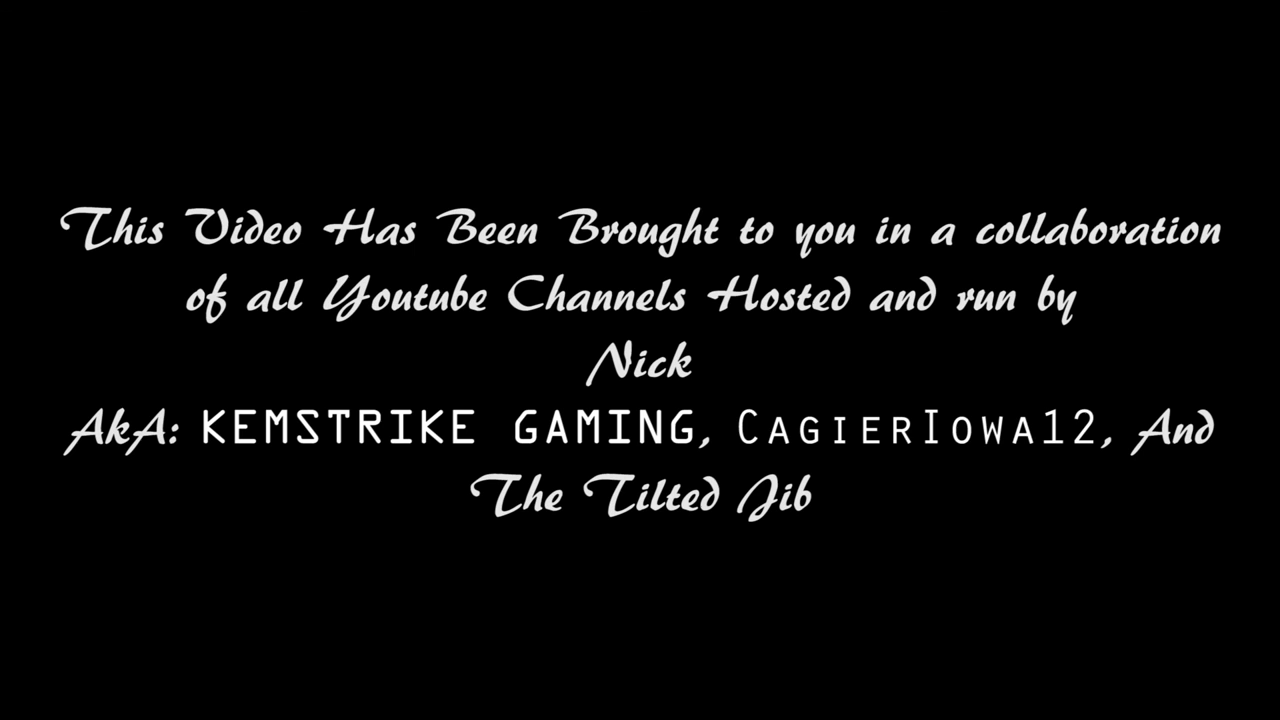 This Video Has Been Brought to you in a collaboration
of all Youtube Channels Hosted and run by
Nick
AkA: KEMSTRIKE GAMING, CagierIowa12, And
The Tilted Jib